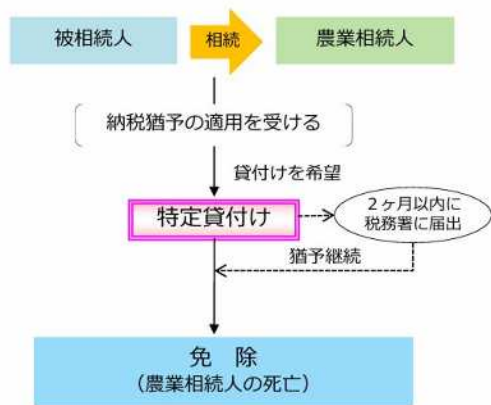 被相続人
相続
農業相続人
納税猶予の適用を受ける
貸付けを希望
特定貸付け
２ヶ月以内に
税務署に届出
猶予継続
免　除
（農業相続人の死亡）